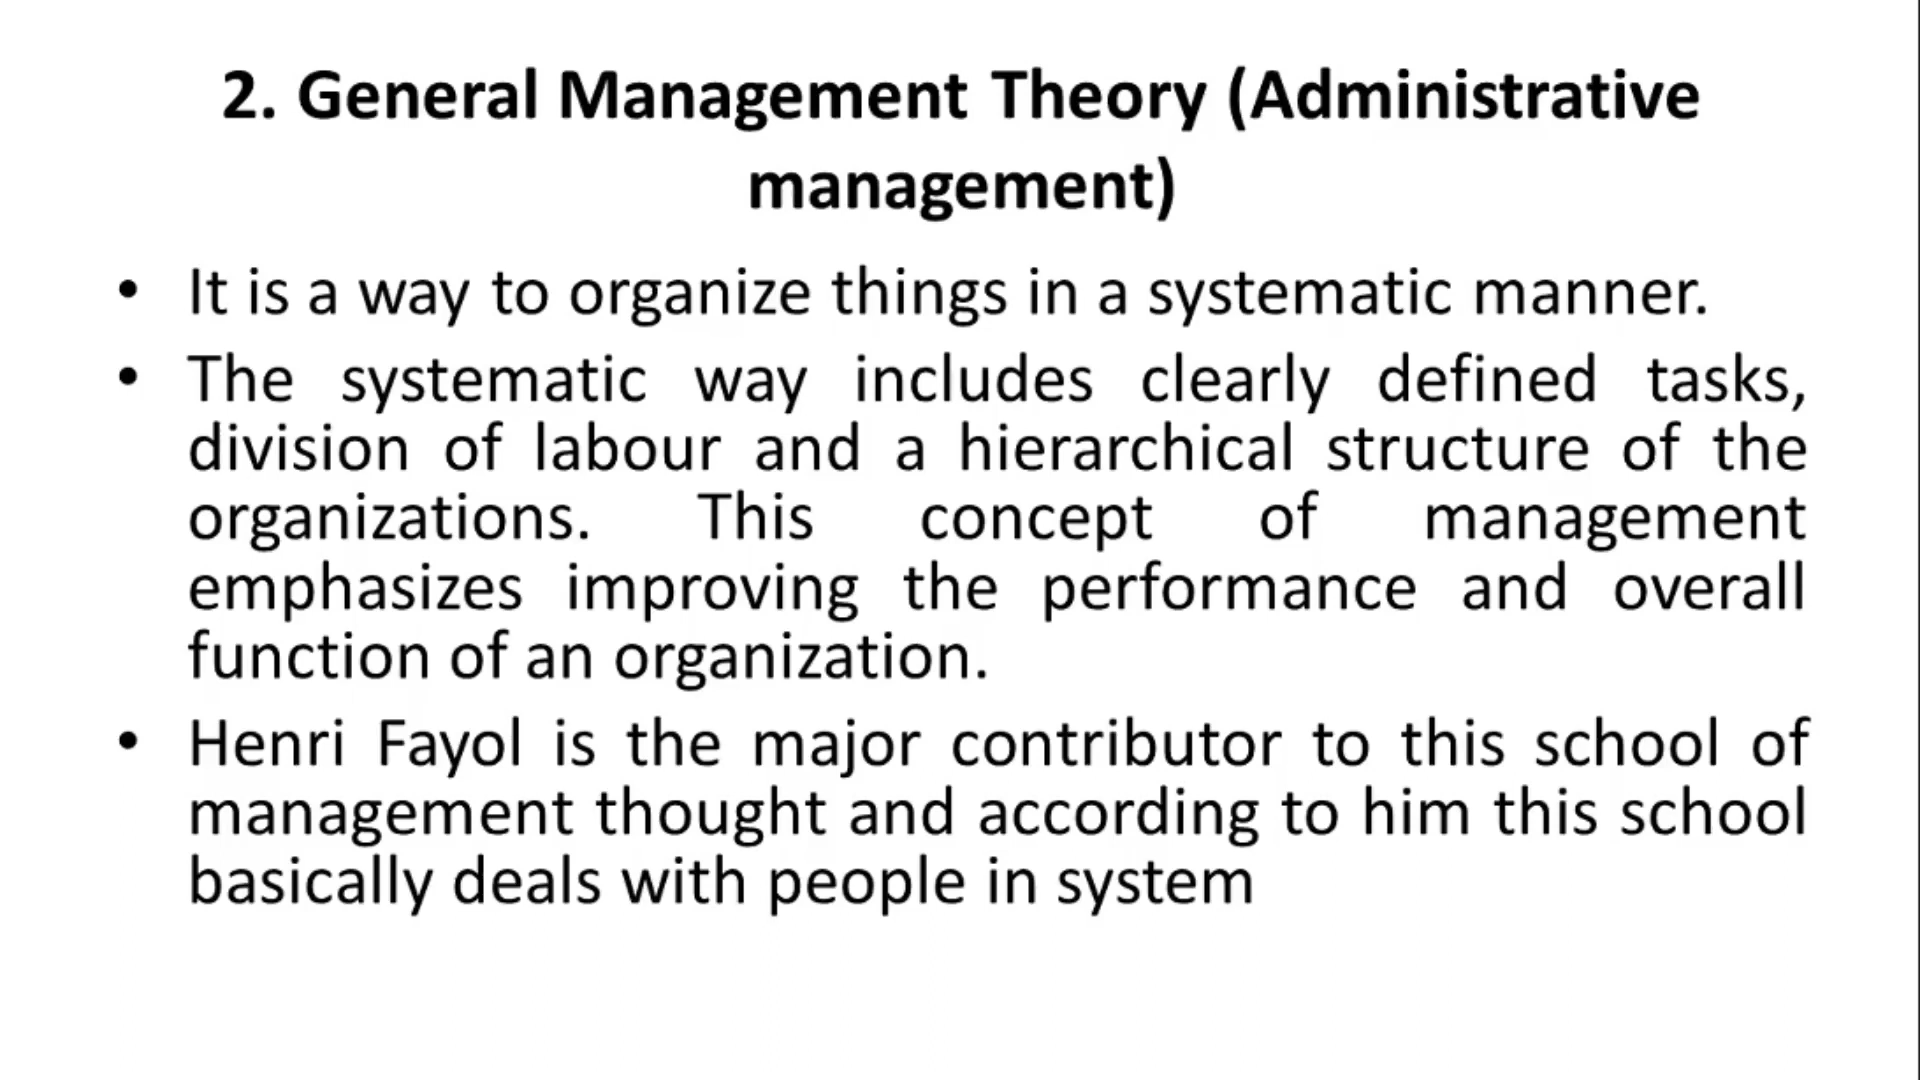 2. General Management Theory (Administrative
management)
• It is a way to organize things in a systematic manner.
• The systematic way includes clearly defined tasks,
division of labour and a hierarchical structure of the
organizations. This concept of management
emphasizes improving the performance and overall
function of an organization.
• Henri Fayol is the major contributor to this school of
management thought and according to him this school
basically deals with people in system